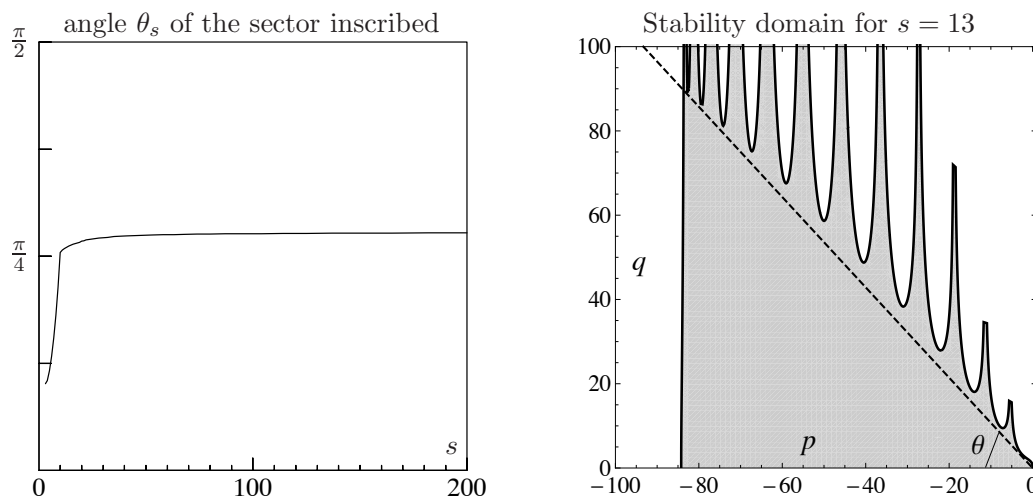 angle θₛ of the sector inscribed
π/2
π/4
s
0
100
200
Stability domain for s = 13
100
80
60
40
20
0
q
p
θ
−100
−80
−60
−40
−20
0